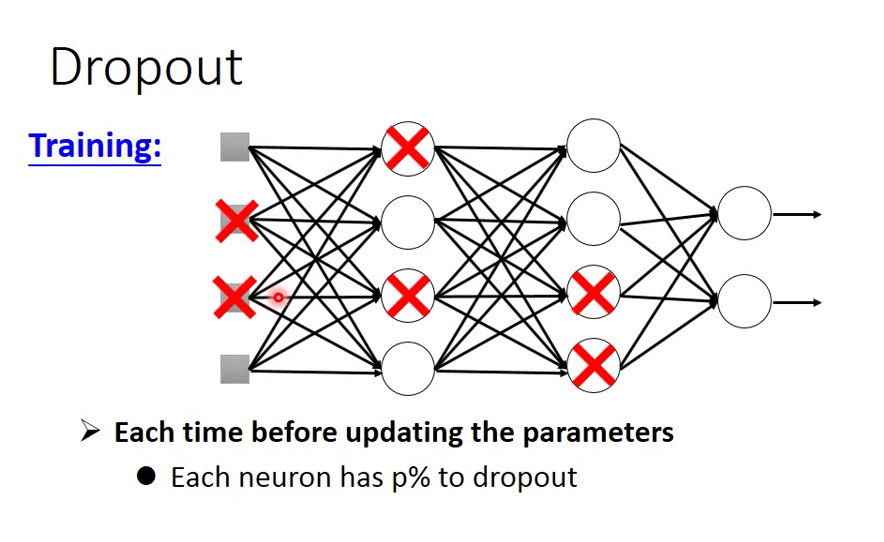 Dropout
Training:
Each time before updating the parameters
Each neuron has p% to dropout